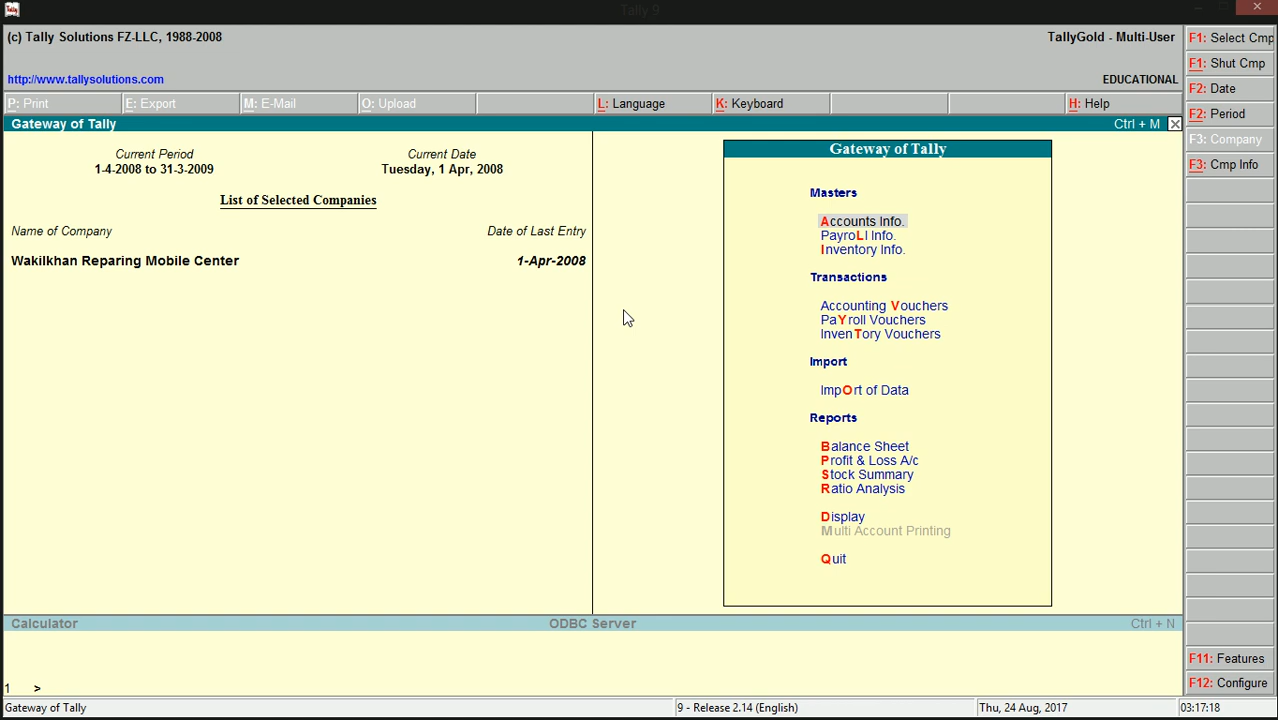 Tally 9
(c) Tally Solutions FZ-LLC, 1988-2008
TallyGold - Multi-User
http://www.tallysolutions.com
EDUCATIONAL
P: Print
E: Export
M: E-Mail
O: Upload
L: Language
K: Keyboard
H: Help
Gateway of Tally
Ctrl + M
Current Period
1-4-2008 to 31-3-2009
Current Date
Tuesday, 1 Apr, 2008
List of Selected Companies
Name of Company
Date of Last Entry
Wakilkhan Reparing Mobile Center
1-Apr-2008
Gateway of Tally
Masters
Accounts Info.
PayroLl Info.
Inventory Info.
Transactions
Accounting Vouchers
PaYroll Vouchers
InvenTory Vouchers
Import
ImpOrt of Data
Reports
Balance Sheet
Profit & Loss A/c
Stock Summary
Ratio Analysis
Display
Multi Account Printing
Quit
F1: Select Cmp
F1: Shut Cmp
F2: Date
F2: Period
F3: Company
F3: Cmp Info
F11: Features
F12: Configure
Calculator
ODBC Server
Ctrl + N
1 >
Gateway of Tally
9 - Release 2.14 (English)
Thu, 24 Aug, 2017
03:17:18